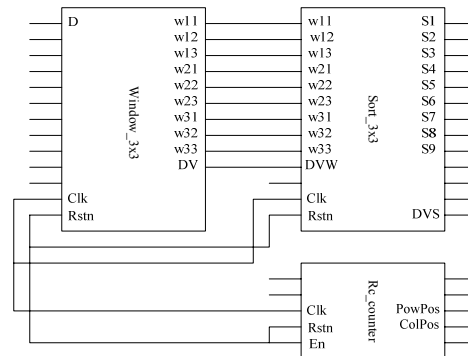 D w11 w11 S1
w12 w12 S2
w13 w13 S3
w21 w21 S4
w22 w22 S5
w23 w23 S6
w31 w31 S7
w32 w32 S8
w33 w33 S9
DV DVW
Window_3x3
Sort_3x3
Clk Clk
Rstn Rstn DVS
Rc_counter
Clk PowPos
Rstn ColPos
En